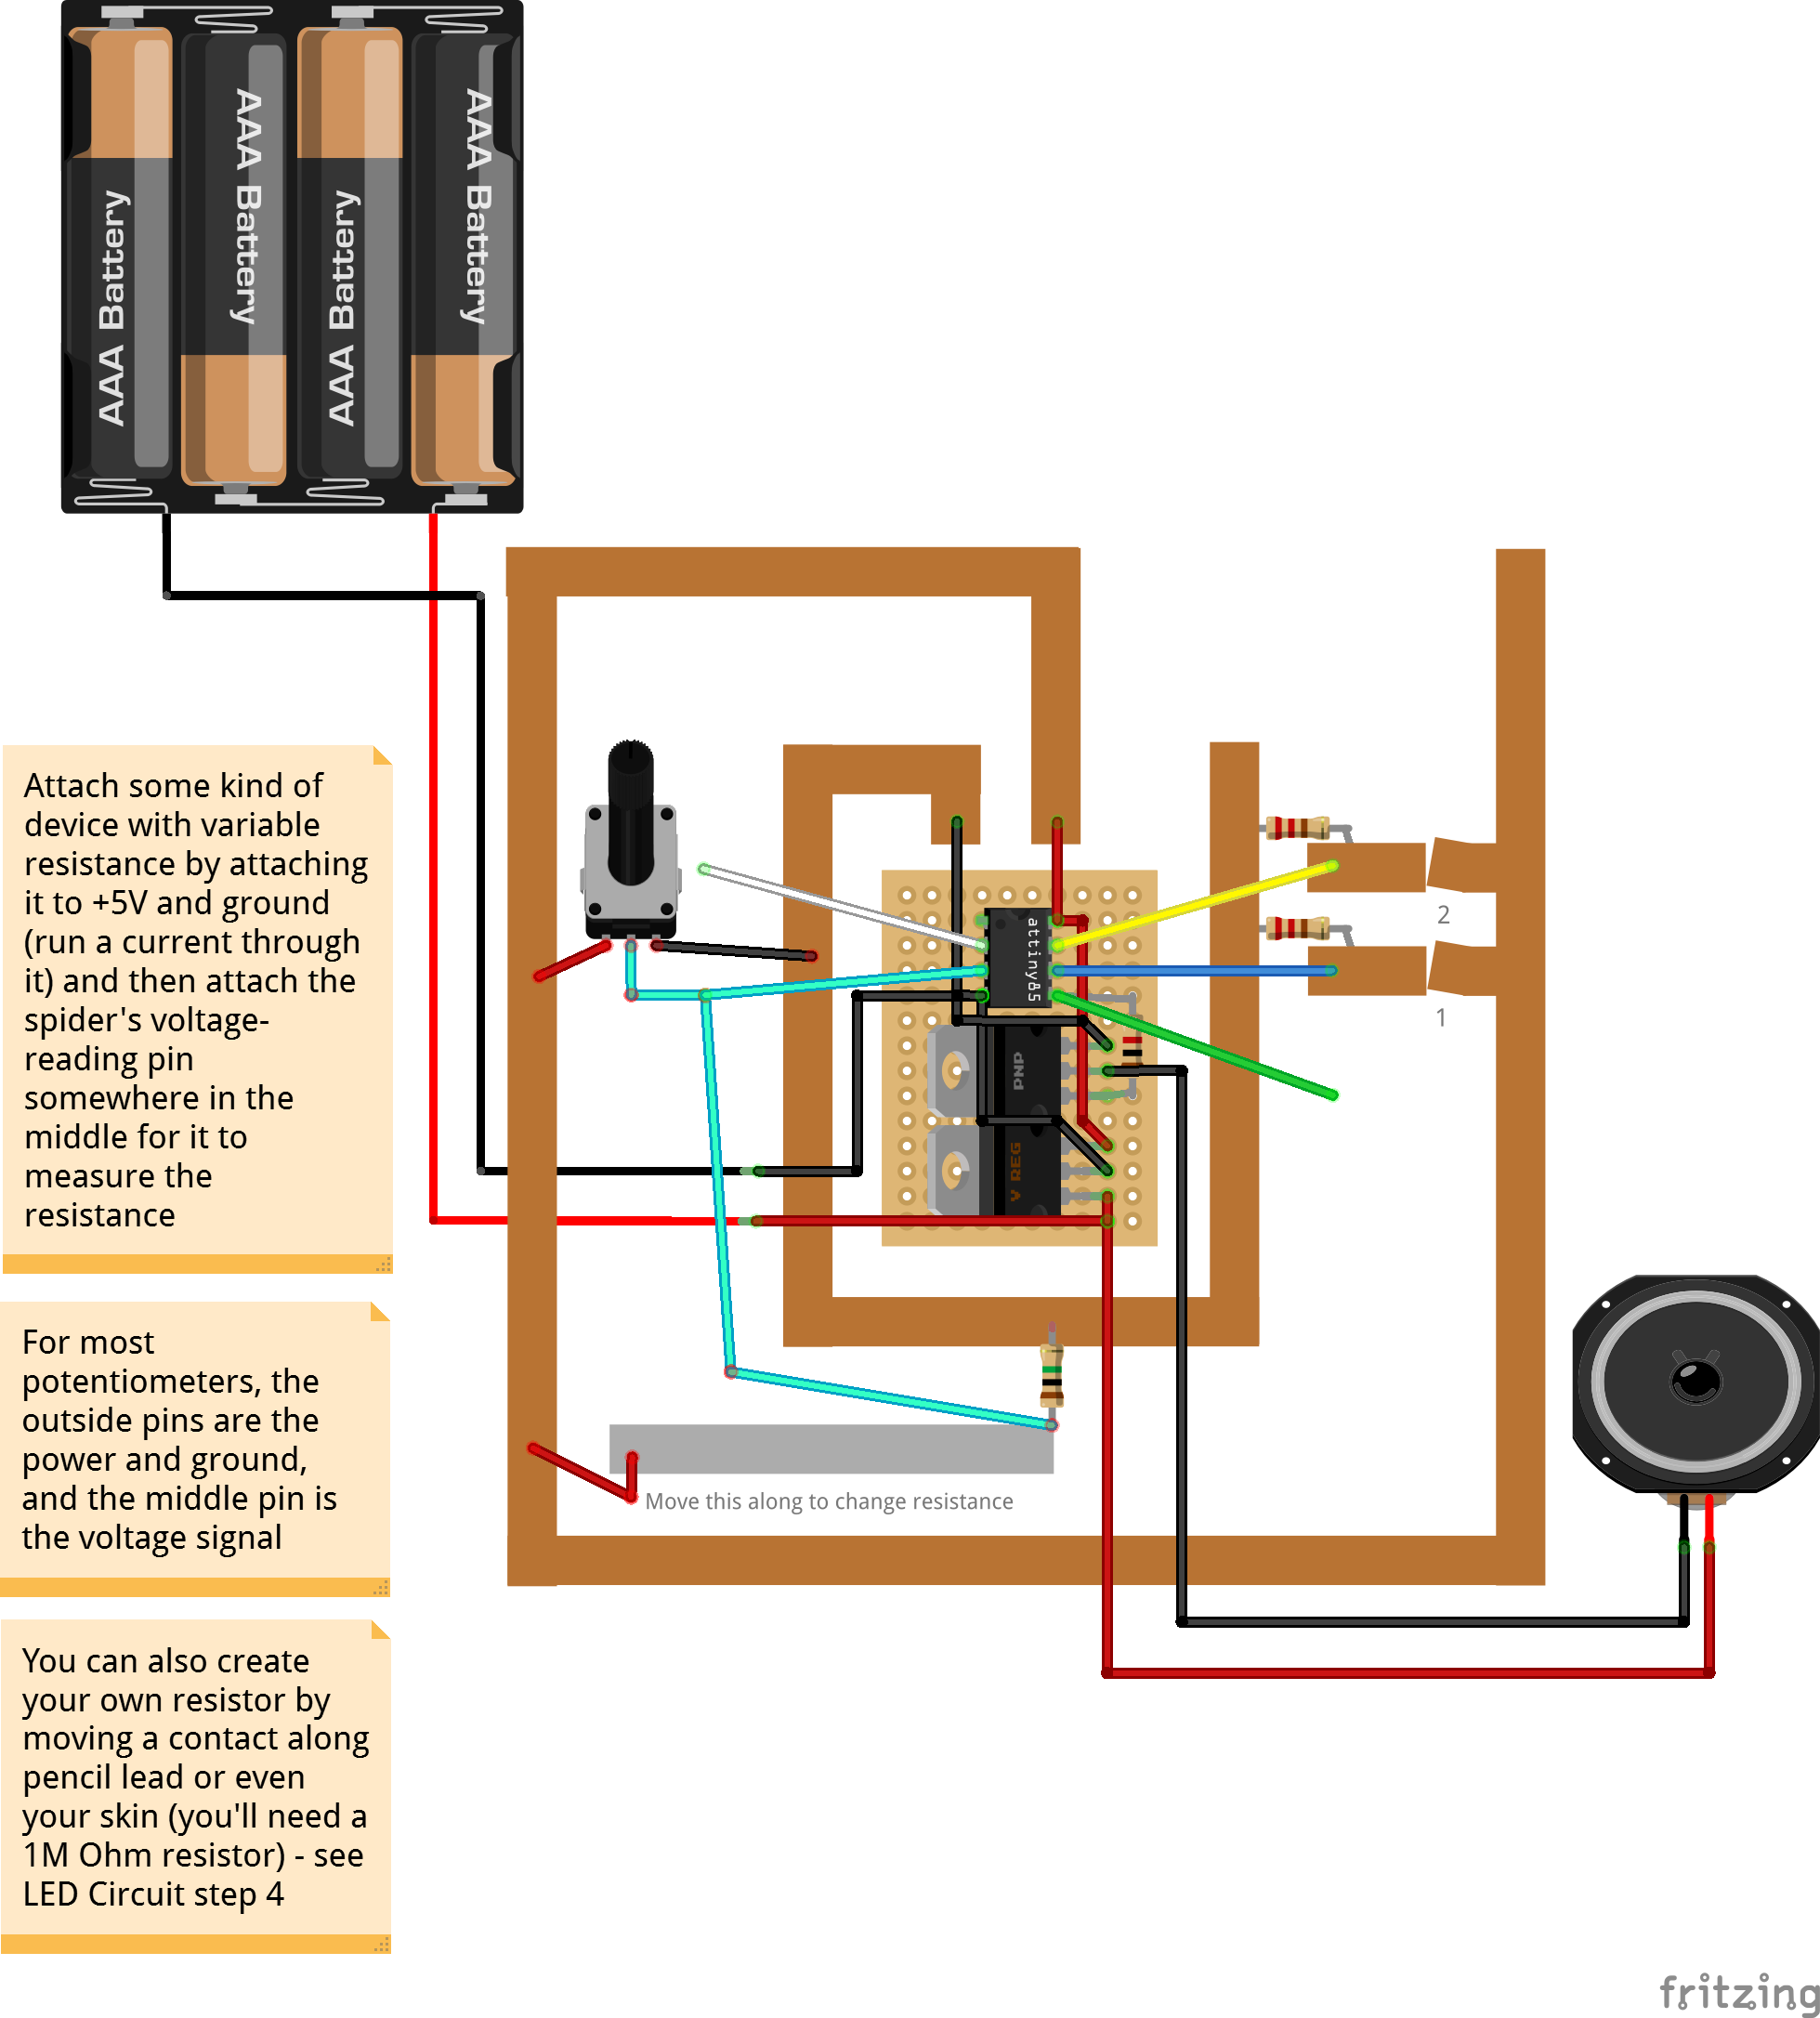 AAA Battery
AAA Battery
AAA Battery
AAA Battery
Attach some kind of
device with variable
resistance by attaching
it to +5V and ground
(run a current through
it) and then attach the
spider's voltage-
reading pin
somewhere in the
middle for it to
measure the
resistance
For most
potentiometers, the
outside pins are the
power and ground,
and the middle pin is
the voltage signal
You can also create
your own resistor by
moving a contact along
pencil lead or even
your skin (you'll need a
1M Ohm resistor) - see
LED Circuit step 4
attiny85
PNP
V REG
2
1
Move this along to change resistance
fritzing